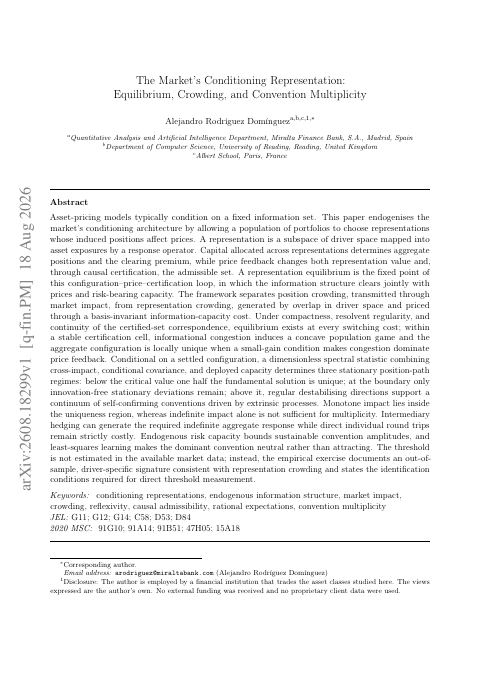 The Market's Conditioning Representation:
Equilibrium, Crowding, and Convention Multiplicity
Alejandro Rodríguez Domínguez^a,b,c,1,∗
^aQuantitative Analysis and Artificial Intelligence Department, Miralta Finance Bank, S.A., Madrid, Spain
^bDepartment of Computer Science, University of Reading, Reading, United Kingdom
^cAlbert School, Paris, France
arXiv:2608.18299v1 [q-fin.PM] 18 Aug 2026
Abstract
Asset-pricing models typically condition on a fixed information set. This paper endogenises the
market's conditioning architecture by allowing a population of portfolios to choose representations
whose induced positions affect prices. A representation is a subspace of driver space mapped into
asset exposures by a response operator. Capital allocated across representations determines aggregate
positions and the clearing premium, while price feedback changes both representation value and,
through causal certification, the admissible set. A representation equilibrium is the fixed point of
this configuration–price–certification loop, in which the information structure clears jointly with
prices and risk-bearing capacity. The framework separates position crowding, transmitted through
market impact, from representation crowding, generated by overlap in driver space and priced
through a basis-invariant information-capacity cost. Under compactness, resolvent regularity, and
continuity of the certified-set correspondence, equilibrium exists at every switching cost; within
a stable certification cell, informational congestion induces a concave population game and the
aggregate configuration is locally unique when a small-gain condition makes congestion dominate
price feedback. Conditional on a settled configuration, a dimensionless spectral statistic combining
cross-impact, conditional covariance, and deployed capacity determines three stationary position-path
regimes: below the critical value one half the fundamental solution is unique; at the boundary only
innovation-free stationary deviations remain; above it, regular destabilising directions support a
continuum of self-confirming conventions driven by extrinsic processes. Monotone impact lies inside
the uniqueness region, whereas indefinite impact alone is not sufficient for multiplicity. Intermediary
hedging can generate the required indefinite aggregate response while direct individual round trips
remain strictly costly. Endogenous risk capacity bounds sustainable convention amplitudes, and
least-squares learning makes the dominant convention neutral rather than attracting. The threshold
is not estimated in the available market data; instead, the empirical exercise documents an out-of-
sample, driver-specific signature consistent with representation crowding and states the identification
conditions required for direct threshold measurement.
Keywords: conditioning representations, endogenous information structure, market impact,
crowding, reflexivity, causal admissibility, rational expectations, convention multiplicity
JEL: G11; G12; G14; C58; D53; D84
2020 MSC: 91G10; 91A14; 91B51; 47H05; 15A18
∗Corresponding author.
Email address: arodriguez@miraltabank.com (Alejandro Rodríguez Domínguez)
^1Disclosure: The author is employed by a financial institution that trades the asset classes studied here. The views
expressed are the author's own. No external funding was received and no proprietary client data were used.